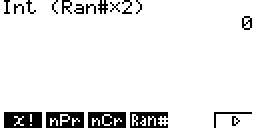 Int (Ran#×2)
0
x! nPr nCr Ran# ▷